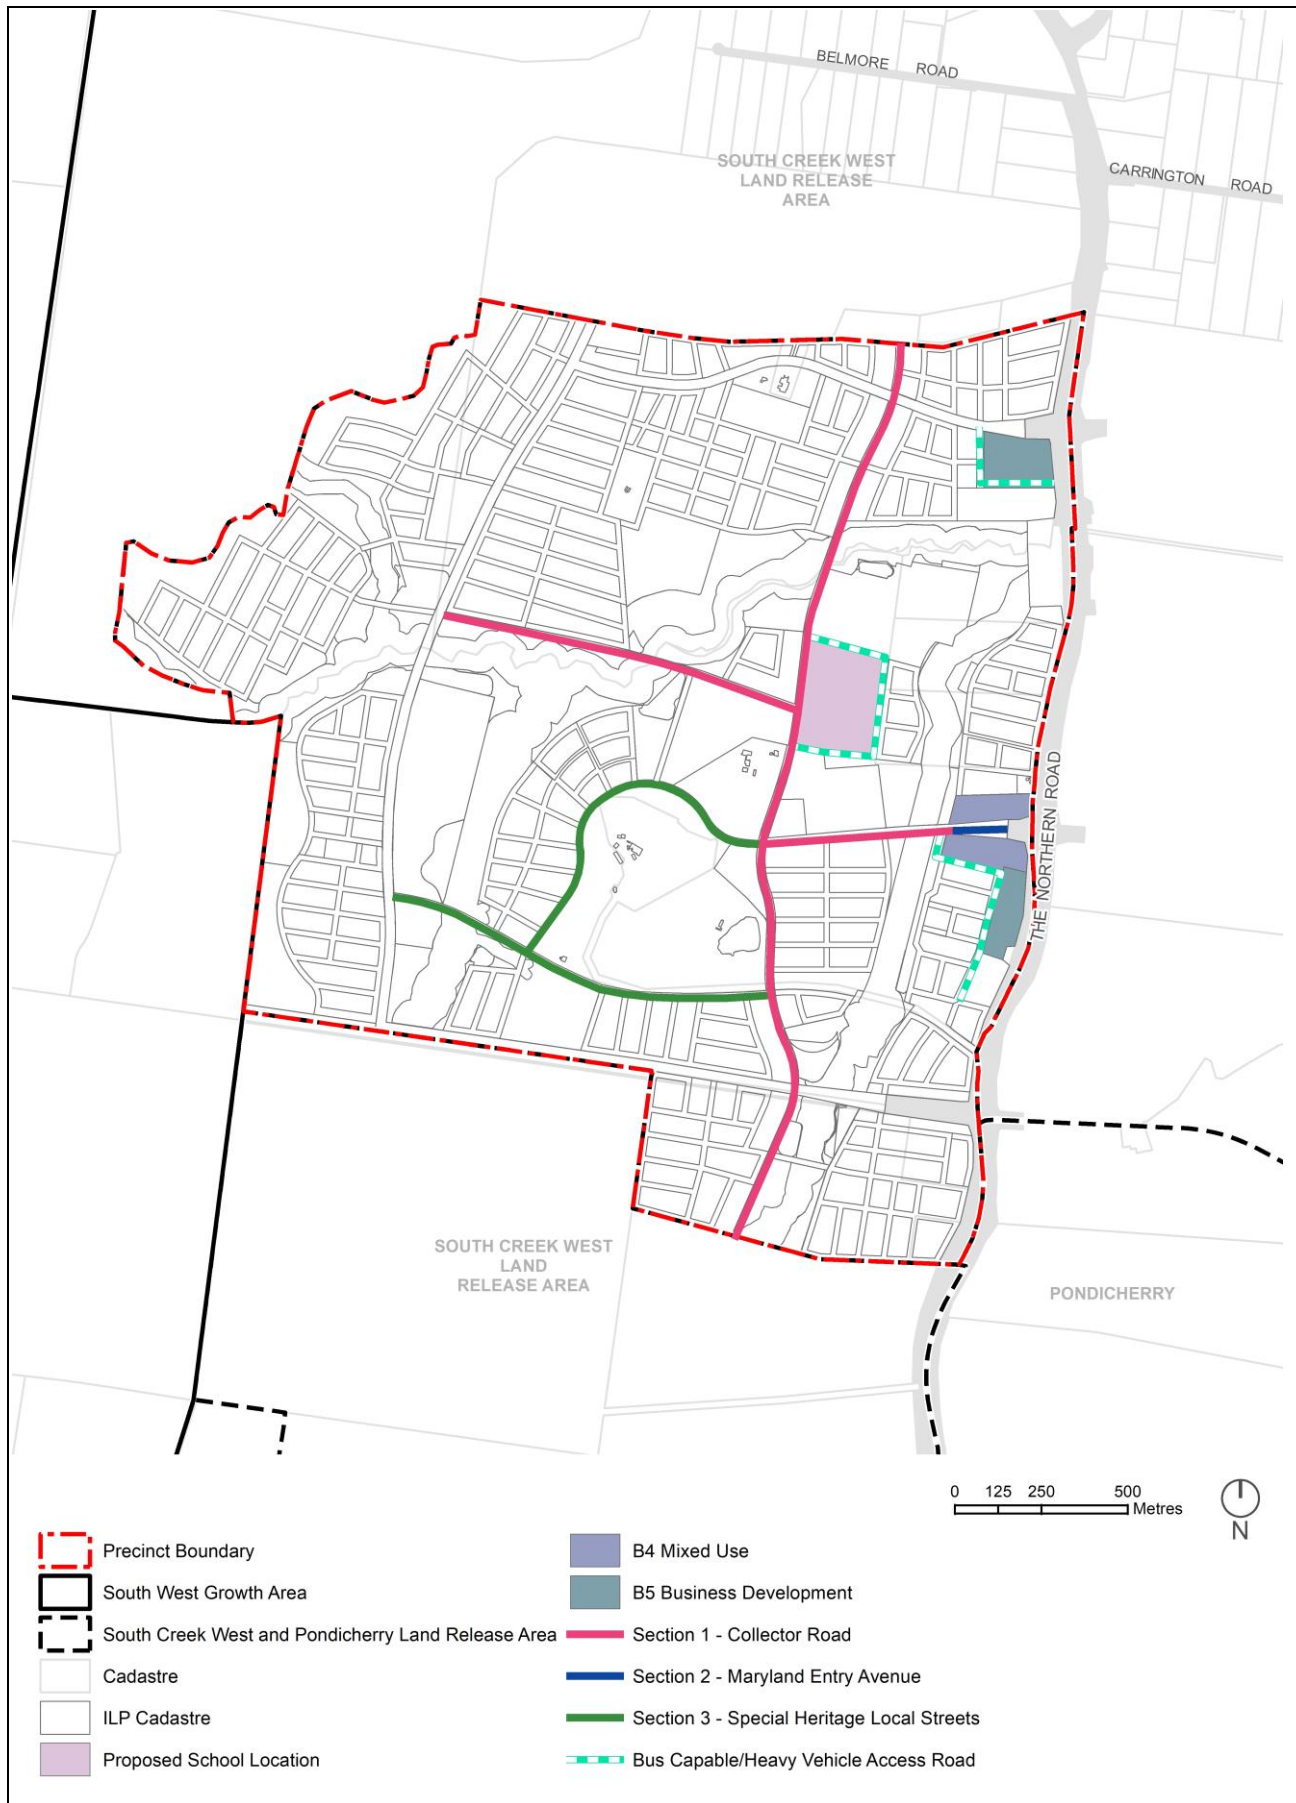 BELMORE ROAD
SOUTH CREEK WEST
LAND RELEASE
AREA
CARRINGTON ROAD
THE NORTHERN ROAD
SOUTH CREEK WEST
LAND
RELEASE AREA
PONDICHERRY
0 125 250 500
Metres
N
Precinct Boundary
South West Growth Area
South Creek West and Pondicherry Land Release Area
Cadastre
ILP Cadastre
Proposed School Location
B4 Mixed Use
B5 Business Development
Section 1 - Collector Road
Section 2 - Maryland Entry Avenue
Section 3 - Special Heritage Local Streets
Bus Capable/Heavy Vehicle Access Road